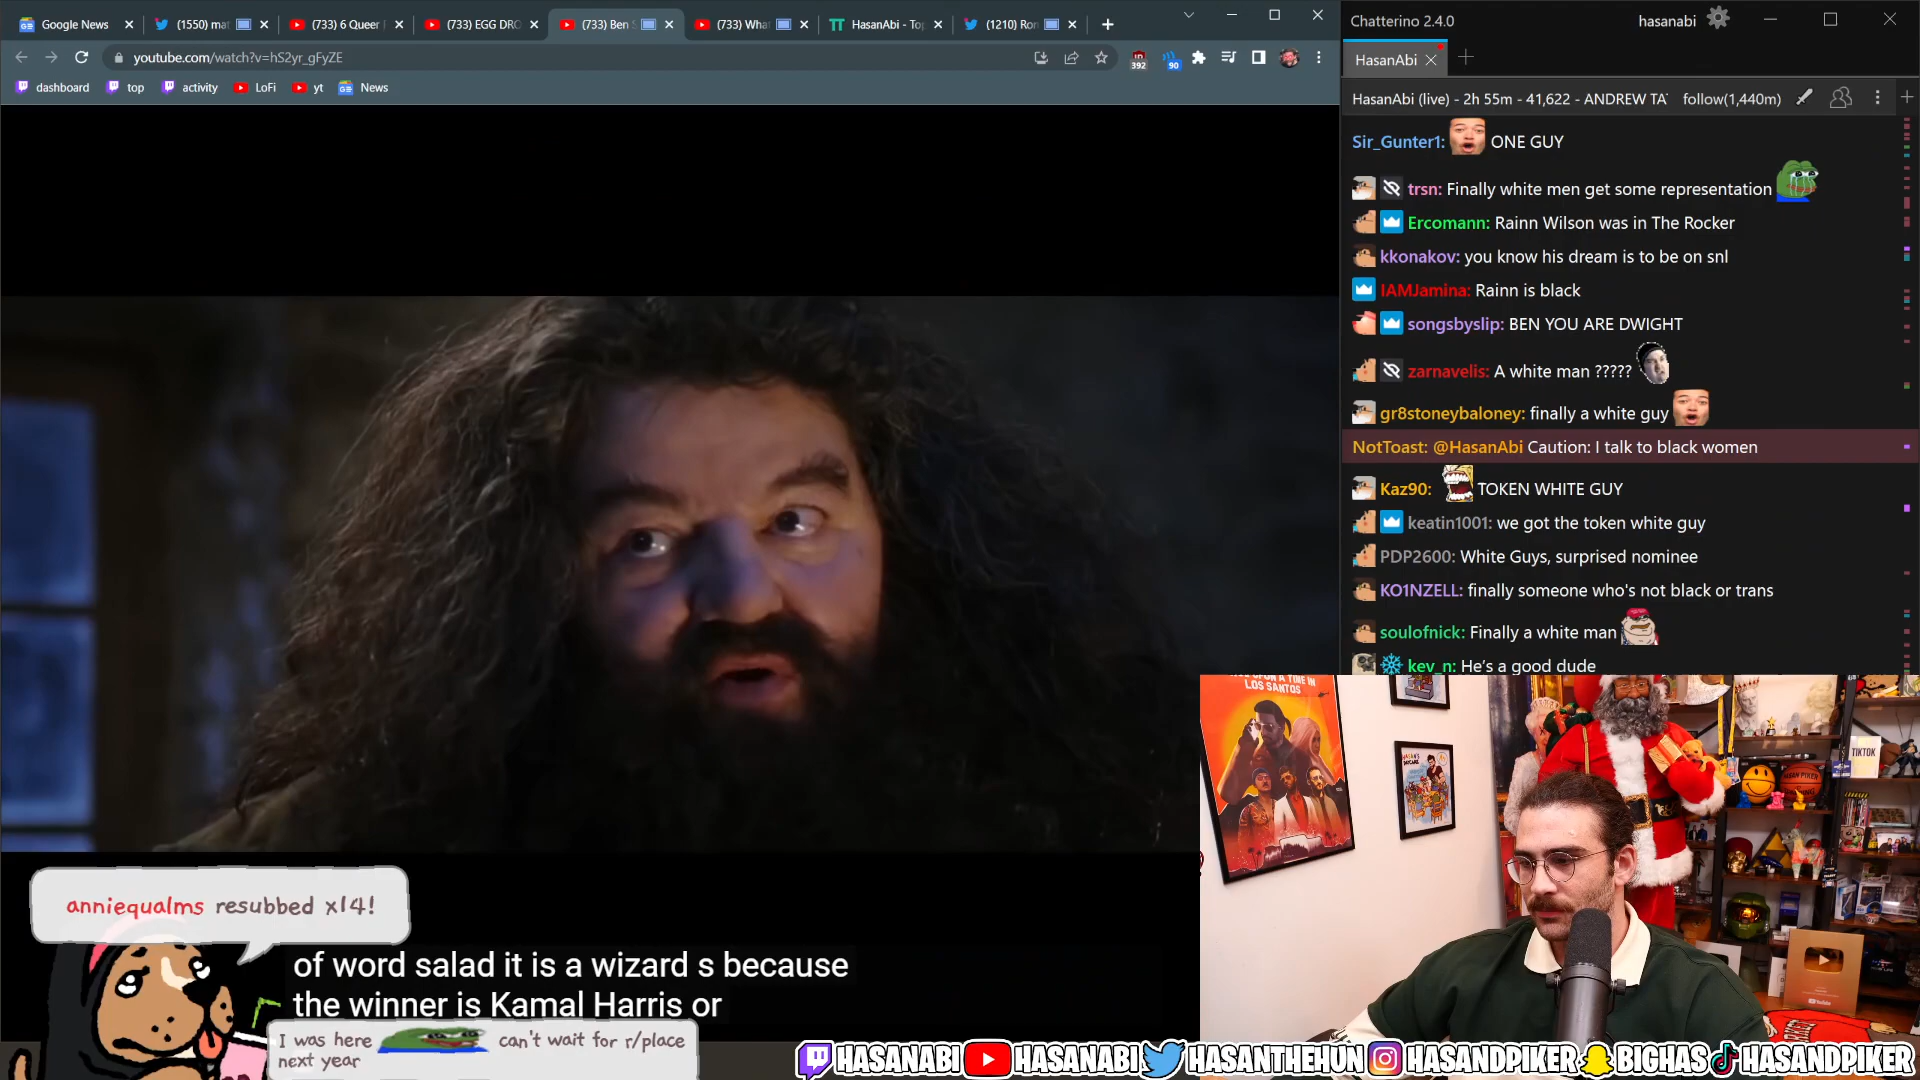 Google News
(1550) mat
(733) 6 Queer
(733) EGG DRO
(733) Ben S
(733) What
HasanAbi - Top
(1210) Ror
youtube.com/watch?v=hS2yr_gFyZE
392
90
dashboard
top
activity
LoFi
yt
News
Chatterino 2.4.0
hasanabi
HasanAbi
HasanAbi (live) - 2h 55m - 41,622 - ANDREW TA
follow(1,440m)
Sir_Gunter1: ONE GUY
trsn: Finally white men get some representation
Ercomann: Rainn Wilson was in The Rocker
kkonakov: you know his dream is to be on snl
IAMJamina: Rainn is black
songsbyslip: BEN YOU ARE DWIGHT
zarnavelis: A white man ?????
gr8stoneybaloney: finally a white guy
NotToast: @HasanAbi Caution: I talk to black women
Kaz90: TOKEN WHITE GUY
keatin1001: we got the token white guy
PDP2600: White Guys, surprised nominee
KO1NZELL: finally someone who's not black or trans
soulofnick: Finally a white man
kev_n: He's a good dude
LOS SANTOS
TIKTOK
anniequalms resubbed x14!
of word salad it is a wizard s because
the winner is Kamal Harris or
I was here can't wait for r/place
next year
HASANABI
HASANABI
HASANTHEHUN
HASANDPIKER
BIGHAS
HASANDPIKER